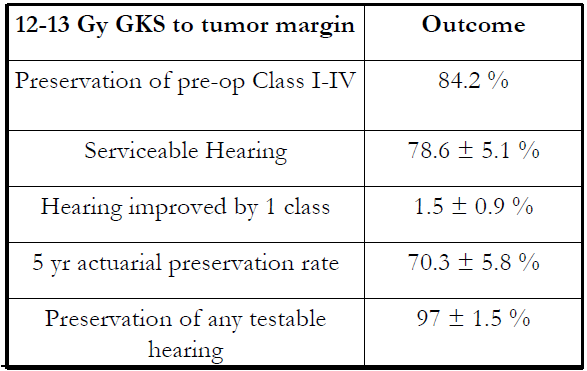 12-13 Gy GKS to tumor margin Outcome
Preservation of pre-op Class I-IV 84.2 %
Serviceable Hearing 78.6 ± 5.1 %
Hearing improved by 1 class 1.5 ± 0.9 %
5 yr actuarial preservation rate 70.3 ± 5.8 %
Preservation of any testable 97 ± 1.5 %
hearing